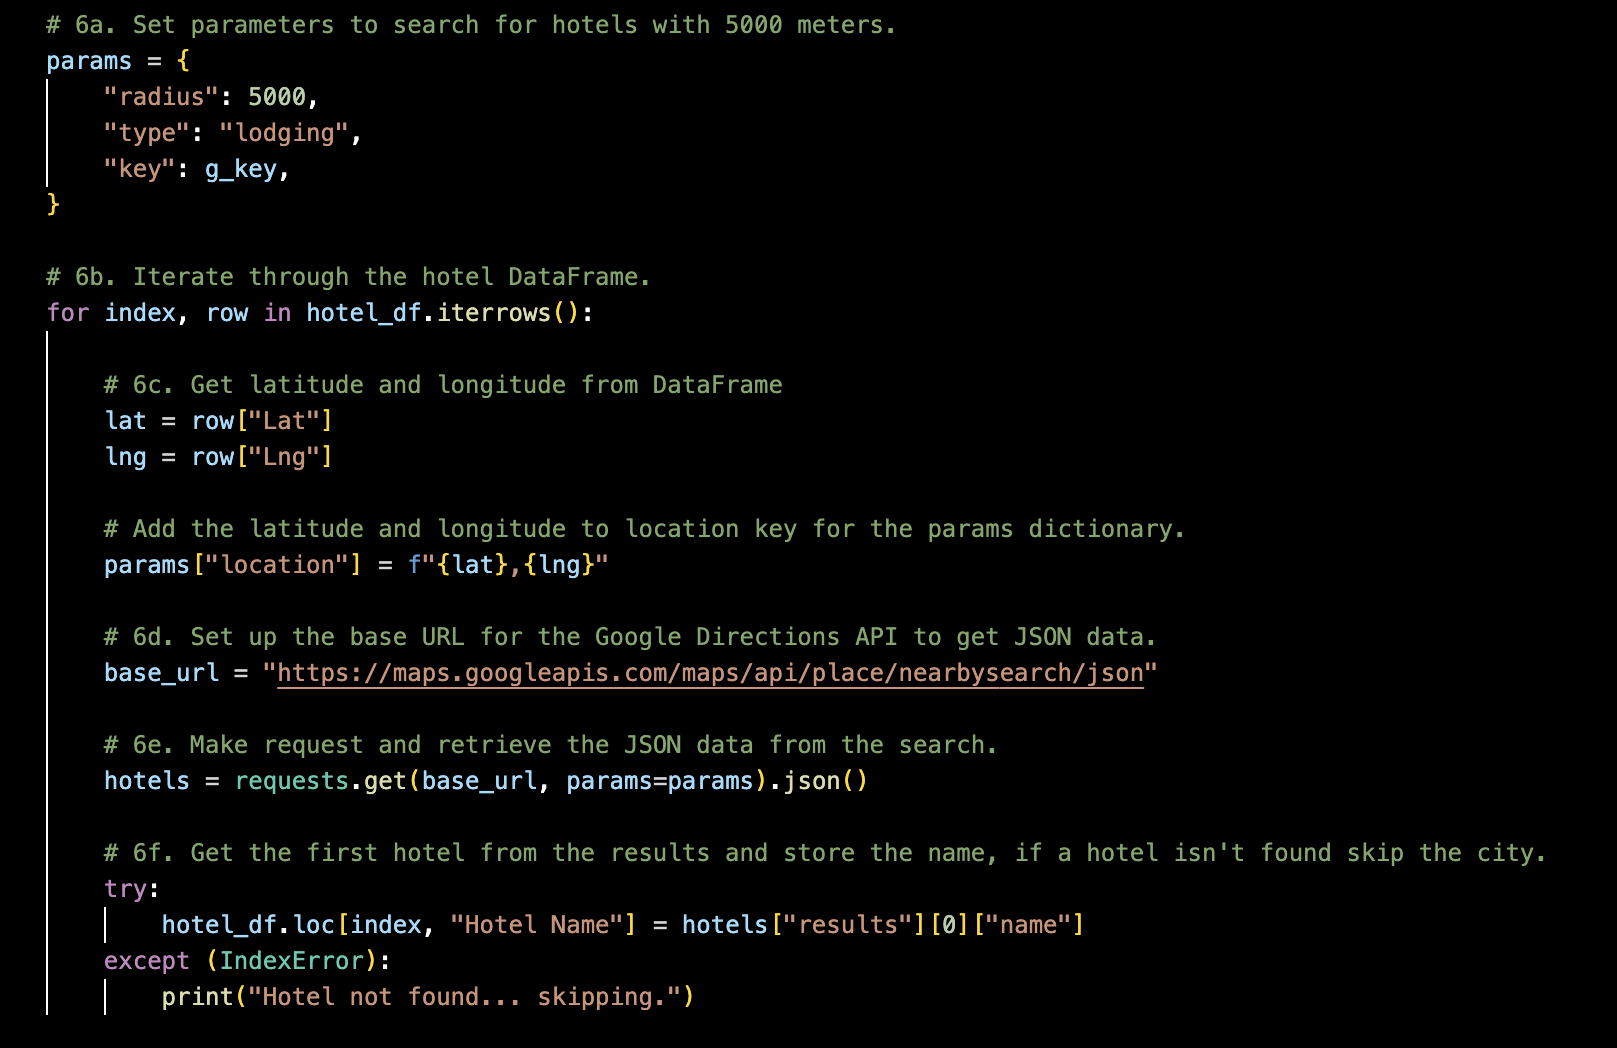 # 6a. Set parameters to search for hotels with 5000 meters.
params = {
    "radius": 5000,
    "type": "lodging",
    "key": g_key,
}

# 6b. Iterate through the hotel DataFrame.
for index, row in hotel_df.iterrows():

    # 6c. Get latitude and longitude from DataFrame
    lat = row["Lat"]
    lng = row["Lng"]

    # Add the latitude and longitude to location key for the params dictionary.
    params["location"] = f"{lat},{lng}"

    # 6d. Set up the base URL for the Google Directions API to get JSON data.
    base_url = "https://maps.googleapis.com/maps/api/place/nearbysearch/json"

    # 6e. Make request and retrieve the JSON data from the search.
    hotels = requests.get(base_url, params=params).json()

    # 6f. Get the first hotel from the results and store the name, if a hotel isn't found skip the city.
    try:
        hotel_df.loc[index, "Hotel Name"] = hotels["results"][0]["name"]
    except (IndexError):
        print("Hotel not found... skipping.")